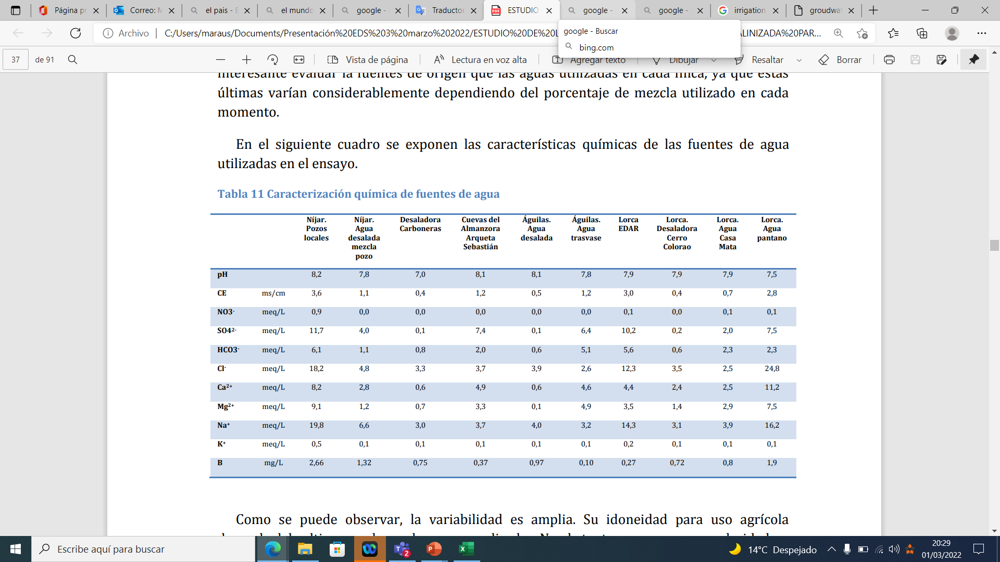 Página pr
Correo: M
el pais - E
el mundo
google -
Traductor
PDF
ESTUDIO
google -
google -
irrigation
groudwat
Archivo
C:/Users/maraus/Documents/Presentación%20EDS%203%20marzo%202022/ESTUDIO%20DE%20L
ALINIZADA%20PAR...
google - Buscar
bing.com
37
de 91
Vista de página
Lectura en voz alta
Agregar texto
Dibujar
Resaltar
Borrar
interesante evaluar la fuentes de origen que las aguas utilizadas en cada finca, ya que estas
últimas varían considerablemente dependiendo del porcentaje de mezcla utilizado en cada
momento.
En el siguiente cuadro se exponen las características químicas de las fuentes de agua
utilizadas en el ensayo.
Tabla 11 Caracterización química de fuentes de agua
Níjar. Pozos locales
Níjar. Agua desalada mezcla pozo
Desaladora Carboneras
Cuevas del Almanzora Arqueta Sebastián
Águilas. Agua desalada
Águilas. Agua trasvase
Lorca EDAR
Lorca. Desaladora Cerro Colorao
Lorca. Agua Casa Mata
Lorca. Agua pantano
pH 8,2 7,8 7,0 8,1 8,1 7,8 7,9 7,9 7,9 7,5
CE ms/cm 3,6 1,1 0,4 1,2 0,5 1,2 3,0 0,4 0,7 2,8
NO3- meq/L 0,9 0,0 0,0 0,0 0,0 0,0 0,1 0,0 0,1 0,1
SO42- meq/L 11,7 4,0 0,1 7,4 0,1 6,4 10,2 0,2 2,0 7,5
HCO3- meq/L 6,1 1,1 0,8 2,0 0,6 5,1 5,6 0,6 2,3 2,3
Cl- meq/L 18,2 4,8 3,3 3,7 3,9 2,6 12,3 3,5 2,5 24,8
Ca2+ meq/L 8,2 2,8 0,6 4,9 0,6 4,6 4,4 2,4 2,5 11,2
Mg2+ meq/L 9,1 1,2 0,7 3,3 0,1 4,9 3,5 1,4 2,9 7,5
Na+ meq/L 19,8 6,6 3,0 3,7 4,0 3,2 14,3 3,1 3,9 16,2
K+ meq/L 0,5 0,1 0,1 0,1 0,1 0,1 0,2 0,1 0,1 0,1
B mg/L 2,66 1,32 0,75 0,37 0,97 0,10 0,27 0,72 0,8 1,9
Como se puede observar, la variabilidad es amplia. Su idoneidad para uso agrícola
Escribe aquí para buscar
2
14°C Despejado
20:29
01/03/2022